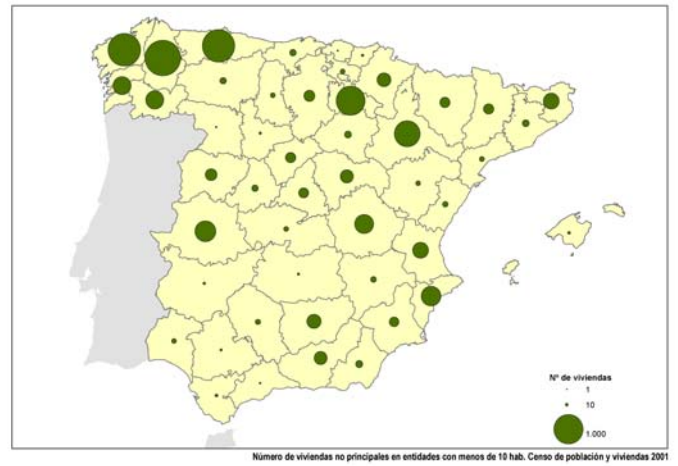 Nº de viviendas
1
10
1.000
Número de viviendas no principales en entidades con menos de 10 hab. Censo de población y viviendas 2001